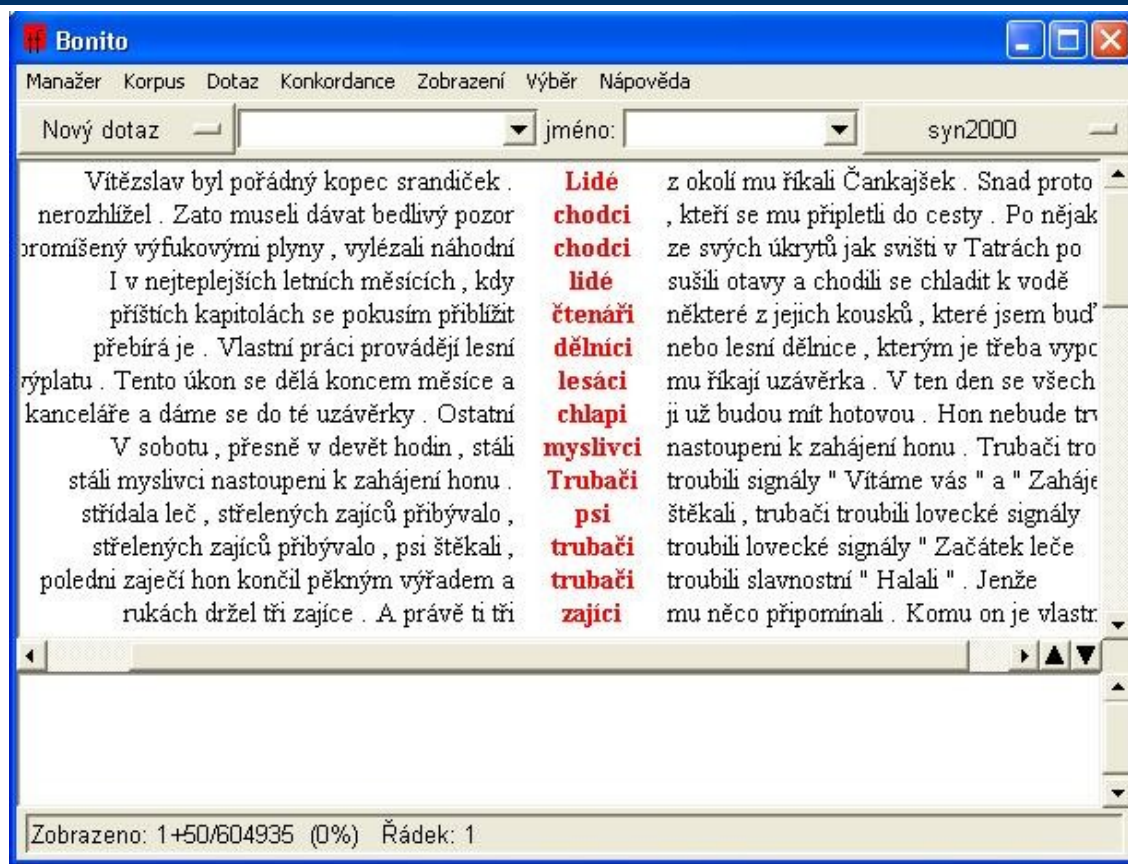 Bonito
Manažer Korpus Dotaz Konkordance Zobrazení Výběr Nápověda
Nový dotaz jméno: syn2000
Vítězslav byl pořádný kopec srandiček . Lidé z okolí mu říkali Čankajšek . Snad proto
nerozhlížel . Zato museli dávat bedlivý pozor chodci , kteří se mu připletli do cesty . Po nějak
promíšený výfukovými plyny , vylézali náhodní chodci ze svých úkrytů jak svišti v Tatrách po
I v nejteplejších letních měsících , kdy lidé sušili otavy a chodili se chladit k vodě
příštích kapitolách se pokusím přiblížit čtenáři některé z jejich kousků , které jsem buď
přebírá je . Vlastní práci provádějí lesní dělníci nebo lesní dělnice , kterým je třeba vypo
výplatu . Tento úkon se dělá koncem měsíce a lesáci mu říkají uzávěrka . V ten den se všech
kanceláře a dáme se do té uzávěrky . Ostatní chlapi ji už budou mít hotovou . Hon nebude trv
V sobotu , přesně v devět hodin , stáli myslivci nastoupeni k zahájení honu . Trubači tro
stáli myslivci nastoupeni k zahájení honu . Trubači troubili signály " Vítáme vás " a " Zaháje
střídala leč , střelených zajíců přibývalo , psi štěkali , trubači troubili lovecké signály
střelených zajíců přibývalo , psi štěkali , trubači troubili lovecké signály " Začátek leče
poledni zaječí hon končil pěkným výřadem a trubači troubili slavnostní " Halali " . Jenže
rukách držel tři zajíce . A právě ti tři zajíci mu něco připomínali . Komu on je vlastn
Zobrazeno: 1+50/604935 (0%) Řádek: 1